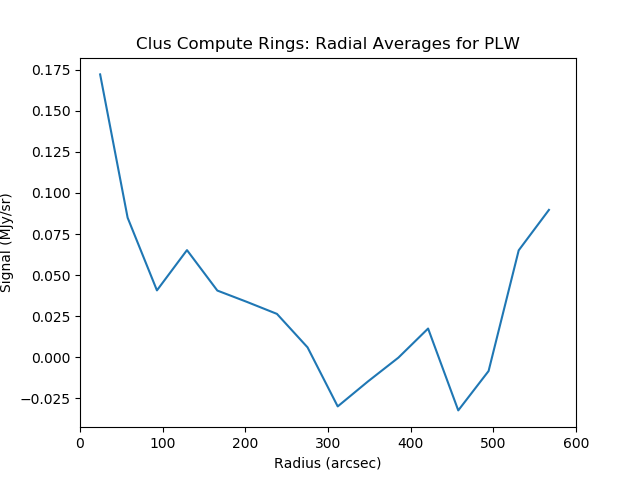 Clus Compute Rings: Radial Averages for PLW
0.175
0.150
0.125
0.100
0.075
0.050
0.025
0.000
−0.025
Signal (MJy/sr)
0 100 200 300 400 500 600
Radius (arcsec)